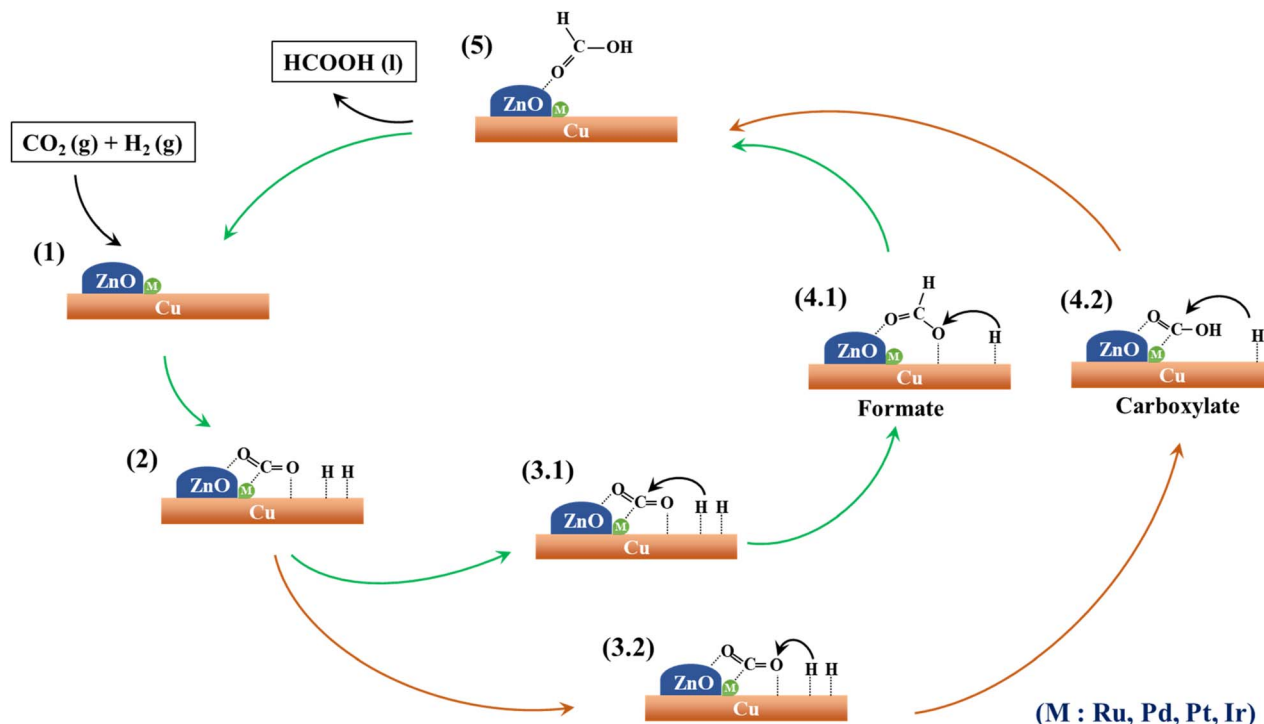 (5)
H
C
OH
O
ZnO
M
Cu
HCOOH (l)
CO₂ (g) + H₂ (g)
(1)
ZnO
M
Cu
(2)
O
C
O
H H
ZnO
M
Cu
(3.1)
O
C
O
H H
ZnO
M
Cu
(4.1)
H
O
C
O
H
ZnO
M
Cu
Formate
(4.2)
O
C
OH
H
ZnO
M
Cu
Carboxylate
(3.2)
O
C
O
H H
ZnO
M
Cu
(M : Ru, Pd, Pt, Ir)